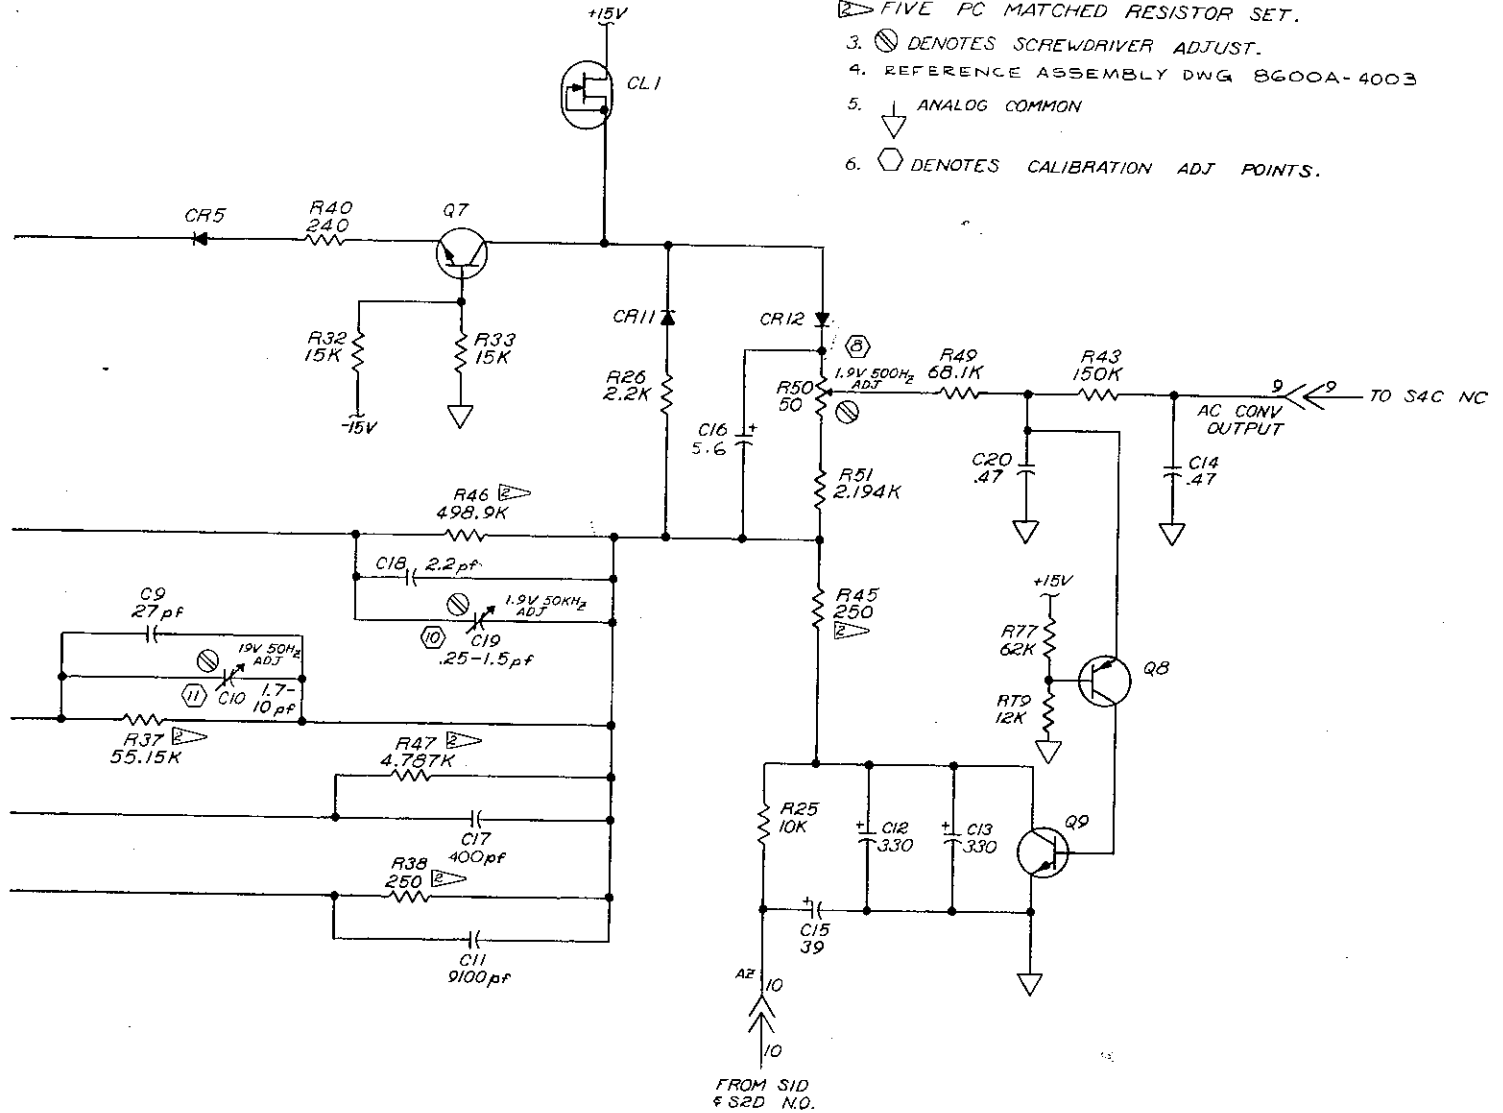 +15V
2 FIVE PC MATCHED RESISTOR SET.
3. DENOTES SCREWDRIVER ADJUST.
4. REFERENCE ASSEMBLY DWG 8600A-4003
5. ANALOG COMMON
6. DENOTES CALIBRATION ADJ POINTS.
CL1
CR5
R40
240
Q7
R32
15K
R33
15K
-15V
CR11
R26
2.2K
CR12
8
1.9V 500HZ
ADJ
R50
50
C16
+
5.6
R51
2.194K
R49
68.1K
R43
150K
9
9
TO S4C NC
AC CONV
OUTPUT
C20
.47
C14
.47
R46 2
498.9K
C18 2.2pf
1.9V 50KHZ
ADJ
10
C19
.25-1.5pf
C9
27pf
19V 50HZ
ADJ
11
C10
1.7-
10pf
R37 2
55.15K
R47 2
4.787K
C17
400pf
R38
250 2
C11
9100pf
R45
250
2
+15V
R77
62K
RT9
12K
Q8
R25
10K
+
C12
330
+
C13
330
Q9
+
C15
39
AZ
10
10
FROM S1D
& S2D N.O.